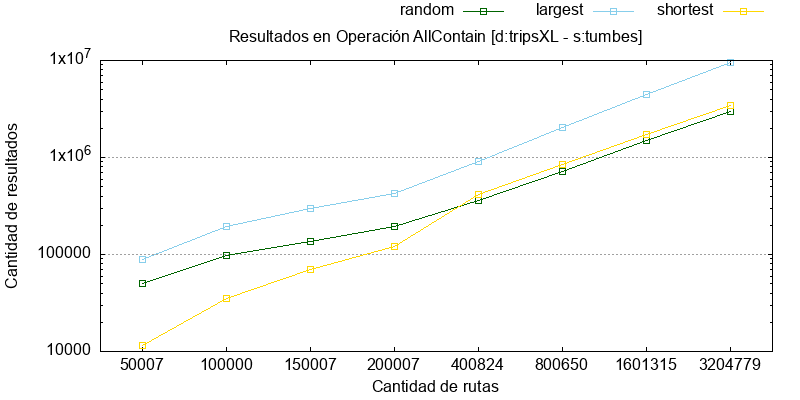 random largest shortest
Resultados en Operación AllContain [d:tripsXL - s:tumbes]
1x10^7
1x10^6
100000
10000
Cantidad de resultados
50007 100000 150007 200007 400824 800650 1601315 3204779
Cantidad de rutas